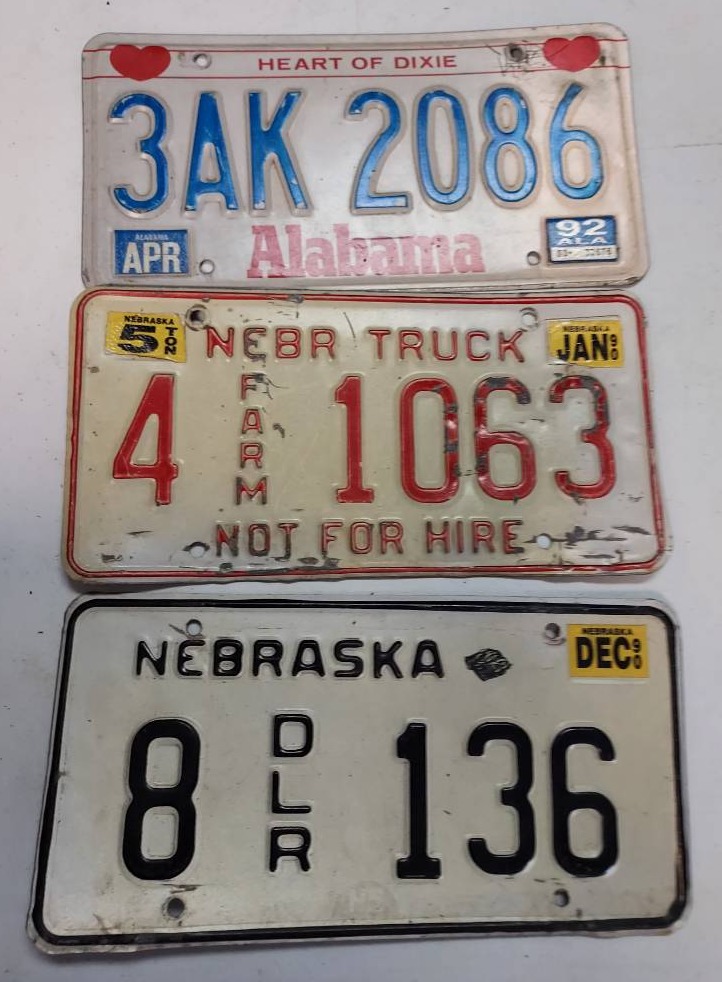 HEART OF DIXIE
3AK 2086
ALABAMA
APR
Alabama
92
ALA
NEBRASKA
5 TON
NEBR TRUCK
NEBRASKA
JAN 90
4 FARM 1063
NOT FOR HIRE
NEBRASKA
NEBRASKA
DEC 90
8 DLR 136